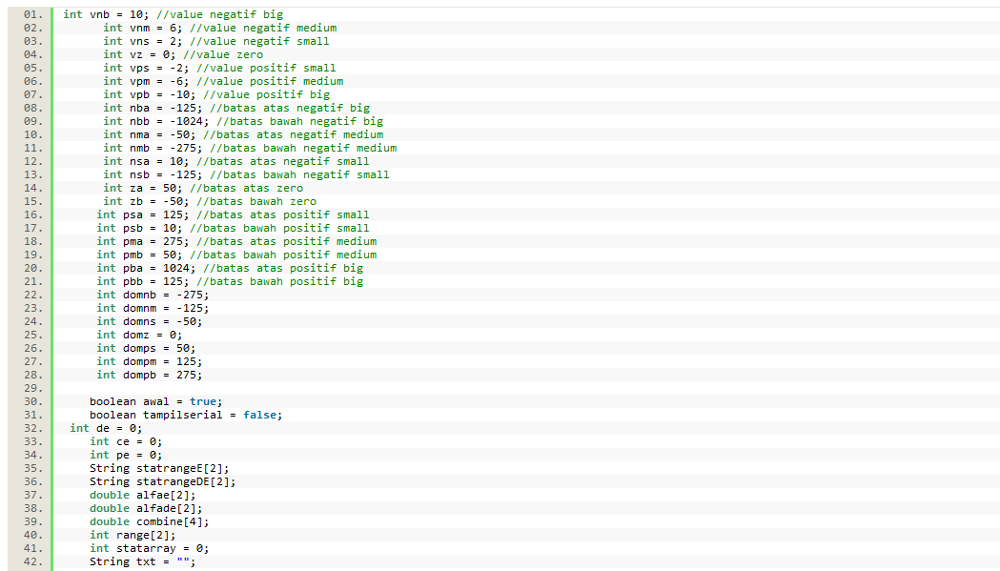 01. int vnb = 10; //value negatif big
02. int vnm = 6; //value negatif medium
03. int vns = 2; //value negatif small
04. int vz = 0; //value zero
05. int vps = -2; //value positif small
06. int vpm = -6; //value positif medium
07. int vpb = -10; //value positif big
08. int nba = -125; //batas atas negatif big
09. int nbb = -1024; //batas bawah negatif big
10. int nma = -50; //batas atas negatif medium
11. int nmb = -275; //batas bawah negatif medium
12. int nsa = 10; //batas atas negatif small
13. int nsb = -125; //batas bawah negatif small
14. int za = 50; //batas atas zero
15. int zb = -50; //batas bawah zero
16. int psa = 125; //batas atas positif small
17. int psb = 10; //batas bawah positif small
18. int pma = 275; //batas atas positif medium
19. int pmb = 50; //batas bawah positif medium
20. int pba = 1024; //batas atas positif big
21. int pbb = 125; //batas bawah positif big
22. int domnb = -275;
23. int domnm = -125;
24. int domns = -50;
25. int domz = 0;
26. int domps = 50;
27. int dompm = 125;
28. int dompb = 275;
29.
30. boolean awal = true;
31. boolean tampilserial = false;
32. int de = 0;
33. int ce = 0;
34. int pe = 0;
35. String statrangeE[2];
36. String statrangeDE[2];
37. double alfae[2];
38. double alfade[2];
39. double combine[4];
40. int range[2];
41. int statarray = 0;
42. String txt = "";